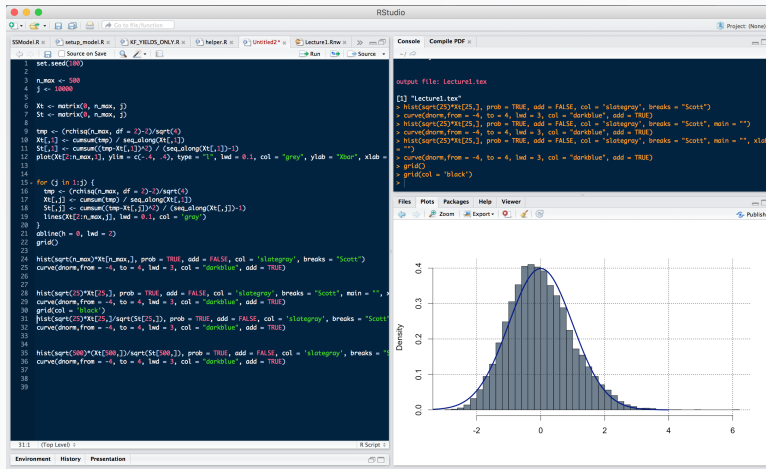 RStudio
Go to file/function
Project: (None)
SSModel.R
setup_model.R
KF_YIELDS_ONLY.R
helper.R
Untitled2*
Lecture1.Rnw
Source on Save
Run
Source
1 set.seed(100)
2
3 n_max <- 500
4 j <- 10000
5
6 Xt <- matrix(0, n_max, j)
7 St <- matrix(0, n_max, j)
8
9 tmp <- (rchisq(n_max, df = 2)-2)/sqrt(4)
10 Xt[,1] <- cumsum(tmp) / seq_along(Xt[,1])
11 St[,1] <- cumsum((tmp-Xt[,1])^2) / (seq_along(Xt[,1])-1)
12 plot(Xt[2:n_max,1], ylim = c(-.4, .4), type = "l", lwd = 0.1, col = "grey", ylab = "Xbar", xlab =
13
14
15 for (j in 1:j) {
16 tmp <- (rchisq(n_max, df = 2)-2)/sqrt(4)
17 Xt[,j] <- cumsum(tmp) / seq_along(Xt[,1])
18 St[,j] <- cumsum((tmp-Xt[,j])^2) / (seq_along(Xt[,j])-1)
19 lines(Xt[2:n_max,j], lwd = 0.1, col = 'gray')
20 }
21 abline(h = 0, lwd = 2)
22 grid()
23
24 hist(sqrt(n_max)*Xt[n_max,], prob = TRUE, add = FALSE, col = 'slategray', breaks = "Scott")
25 curve(dnorm,from = -4, to = 4, lwd = 3, col = "darkblue", add = TRUE)
26
27
28 hist(sqrt(25)*Xt[25,], prob = TRUE, add = FALSE, col = 'slategray', breaks = "Scott", main = "", x
29 curve(dnorm,from = -4, to = 4, lwd = 3, col = "darkblue", add = TRUE)
30 grid(col = 'black')
31 hist(sqrt(25)*Xt[25,]/sqrt(St[25,]), prob = TRUE, add = FALSE, col = 'slategray', breaks = "Scott"
32 curve(dnorm,from = -4, to = 4, lwd = 3, col = "darkblue", add = TRUE)
33
34
35 hist(sqrt(500)*(Xt[500,])/sqrt(St[500,]), prob = TRUE, add = FALSE, col = 'slategray', breaks = "S
36 curve(dnorm,from = -4, to = 4, lwd = 3, col = "darkblue", add = TRUE)
37
38
39
31:1 (Top Level) R Script
Environment History Presentation
Console Compile PDF
~/
output file: Lecture1.tex
[1] "Lecture1.tex"
> hist(sqrt(25)*Xt[25,], prob = TRUE, add = FALSE, col = 'slategray', breaks = "Scott")
> curve(dnorm,from = -4, to = 4, lwd = 3, col = "darkblue", add = TRUE)
> hist(sqrt(25)*Xt[25,], prob = TRUE, add = FALSE, col = 'slategray', breaks = "Scott", main = "")
> curve(dnorm,from = -4, to = 4, lwd = 3, col = "darkblue", add = TRUE)
> hist(sqrt(25)*Xt[25,], prob = TRUE, add = FALSE, col = 'slategray', breaks = "Scott", main = "", xlab
= "")
> curve(dnorm,from = -4, to = 4, lwd = 3, col = "darkblue", add = TRUE)
> grid()
> grid(col = 'black')
>
Files Plots Packages Help Viewer
Zoom Export Publish
Density
0.4
0.3
0.2
0.1
0.0
-2 0 2 4 6